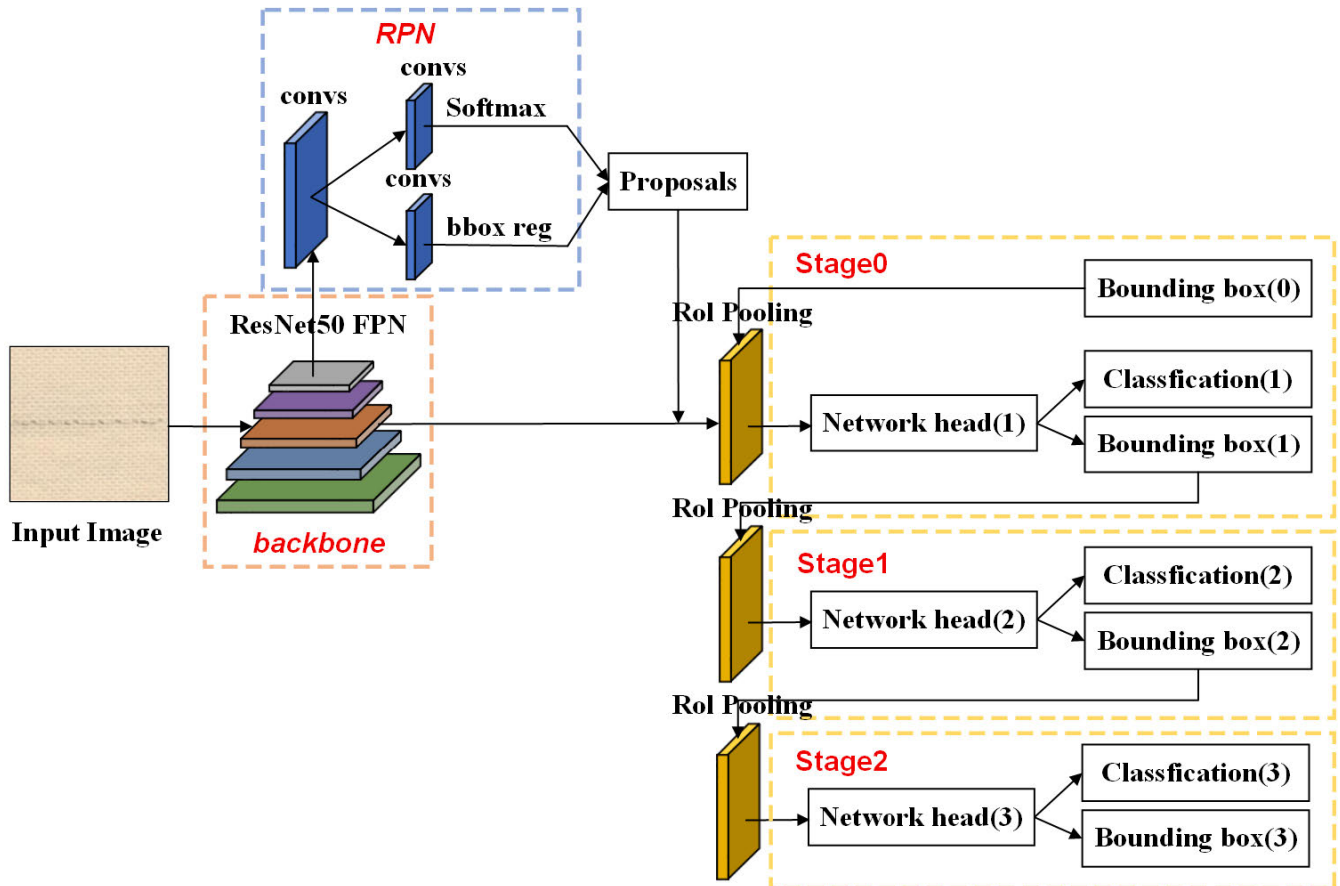 RPN
convs
convs
Softmax
convs
bbox reg
Proposals
ResNet50 FPN
backbone
Input Image
Stage0
Bounding box(0)
RoI Pooling
Classfication(1)
Network head(1)
Bounding box(1)
RoI Pooling
Stage1
Classfication(2)
Network head(2)
Bounding box(2)
RoI Pooling
Stage2
Classfication(3)
Network head(3)
Bounding box(3)